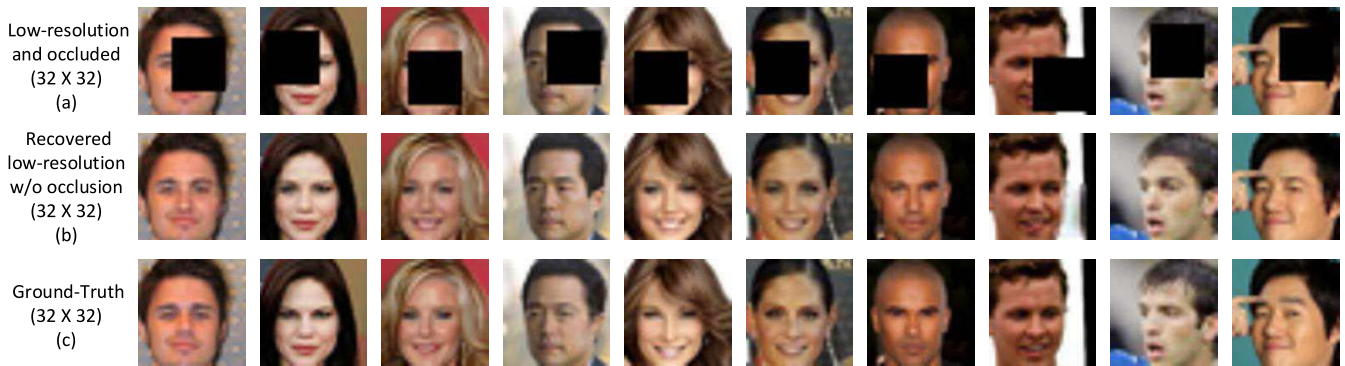 Low-resolution
and occluded
(32 X 32)
(a)
Recovered
low-resolution
w/o occlusion
(32 X 32)
(b)
Ground-Truth
(32 X 32)
(c)